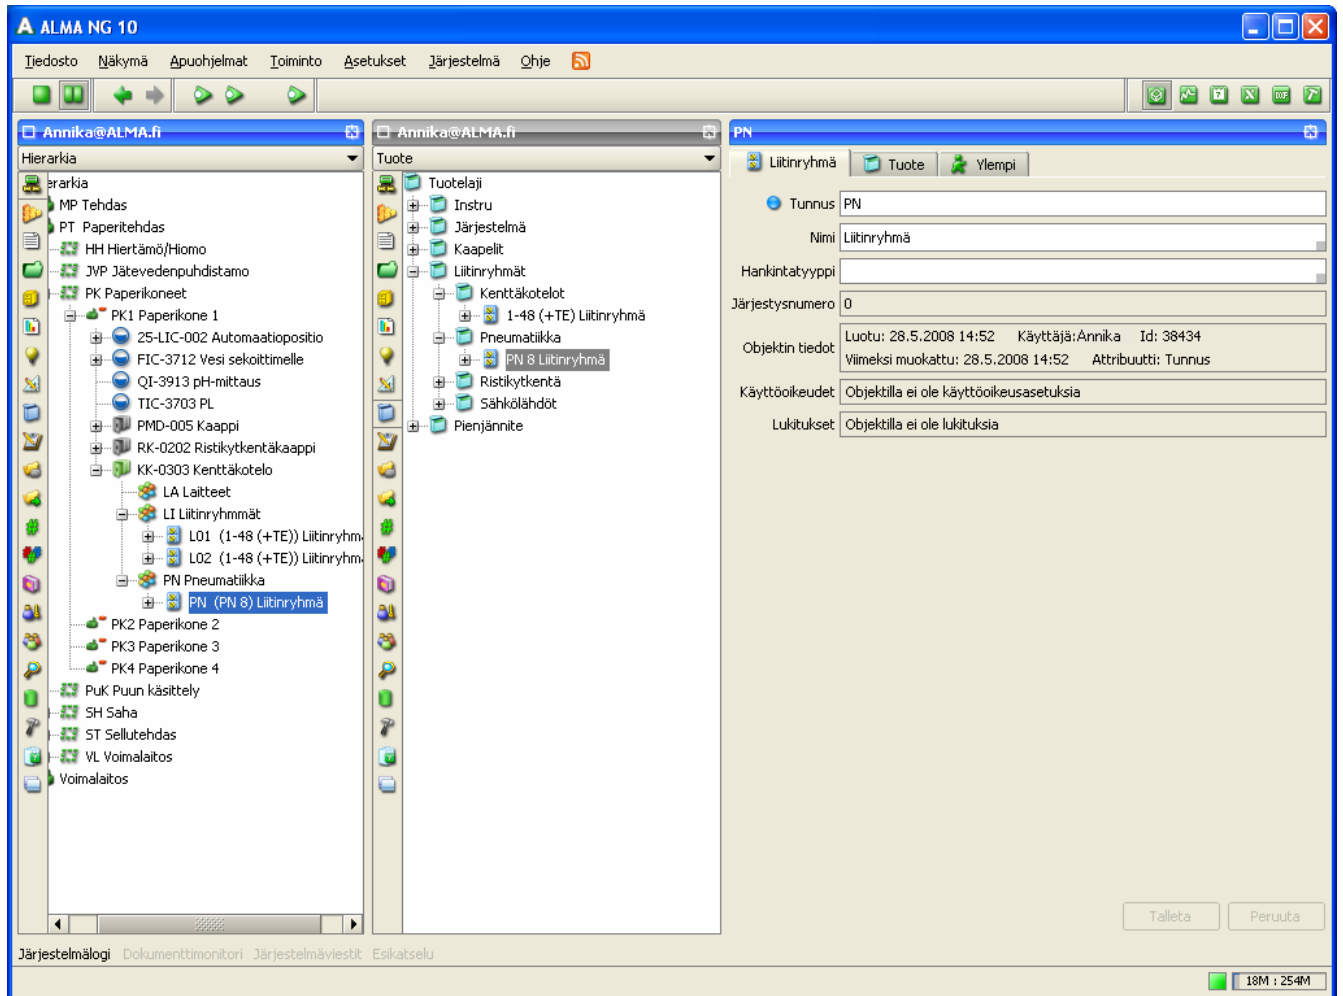 ALMA NG 10
Tiedosto Näkymä Apuohjelmat Toiminto Asetukset Järjestelmä Ohje
Annika@ALMA.fi
Hierarkia
erarkia
MP Tehdas
PT Paperitehdas
HH Hiertämö/Hiomo
JVP Jätevedenpuhdistamo
PK Paperikoneet
PK1 Paperikone 1
25-LIC-002 Automaatiopositio
FIC-3712 Vesi sekoittimelle
QI-3913 pH-mittaus
TIC-3703 PL
PMD-005 Kaappi
RK-0202 Ristikytkentäkaappi
KK-0303 Kenttäkotelo
LA Laitteet
LI Liitinryhmmät
L01 (1-48 (+TE)) Liitinryhm
L02 (1-48 (+TE)) Liitinryhm
PN Pneumatiikka
PN (PN 8) Liitinryhmä
PK2 Paperikone 2
PK3 Paperikone 3
PK4 Paperikone 4
PuK Puun käsittely
SH Saha
ST Sellutehdas
VL Voimalaitos
Voimalaitos
Annika@ALMA.fi
Tuote
Tuotelaji
Instru
Järjestelmä
Kaapelit
Liitinryhmät
Kenttäkotelot
1-48 (+TE) Liitinryhmä
Pneumatiikka
PN 8 Liitinryhmä
Ristikytkentä
Sähkölähdöt
Pienjännite
PN
Liitinryhmä Tuote Ylempi
Tunnus PN
Nimi Liitinryhmä
Hankintatyyppi
Järjestysnumero 0
Objektin tiedot Luotu: 28.5.2008 14:52 Käyttäjä:Annika Id: 38434
Viimeksi muokattu: 28.5.2008 14:52 Attribuutti: Tunnus
Käyttöoikeudet Objektilla ei ole käyttöoikeusasetuksia
Lukitukset Objektilla ei ole lukituksia
Talleta Peruuta
Järjestelmälogi Dokumenttimonitori Järjestelmäviestit Esikatselu
18M : 254M